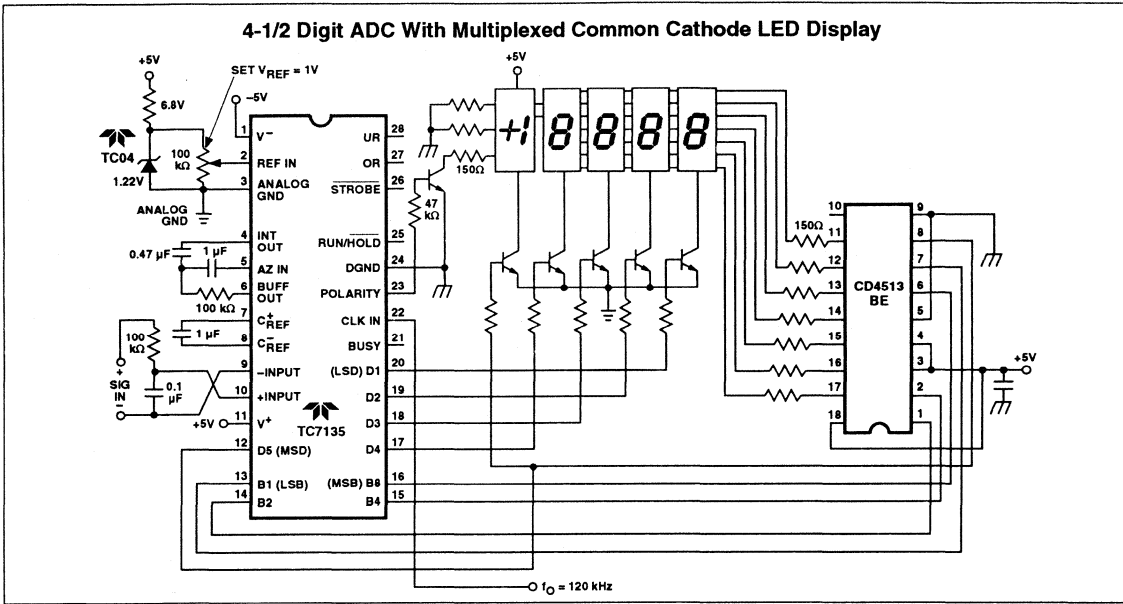 4-1/2 Digit ADC With Multiplexed Common Cathode LED Display
+5V
SET VREF = 1V
6.8V
–5V
TC04
1.22V
100 kΩ
ANALOG GND
0.47 µF
1 µF
100 kΩ
1 µF
100 kΩ
+
SIG IN
–
0.1 µF
+5V
1 V–
2 REF IN
3 ANALOG GND
4 INT OUT
5 AZ IN
6 BUFF OUT
7 C+REF
8 C–REF
9 –INPUT
10 +INPUT
11 V+
12 D5 (MSD)
13 B1 (LSB)
14 B2
TC7135
UR 28
OR 27
STROBE 26
RUN/HOLD 25
DGND 24
POLARITY 23
CLK IN 22
BUSY 21
(LSD) D1 20
D2 19
D3 18
D4 17
(MSB) B8 16
B4 15
150Ω
47 kΩ
+5V
+1 8 8 8 8
150Ω
10
11
12
13
14
15
16
17
18
CD4513 BE
9
8
7
6
5
4
3
2
1
+5V
fO = 120 kHz